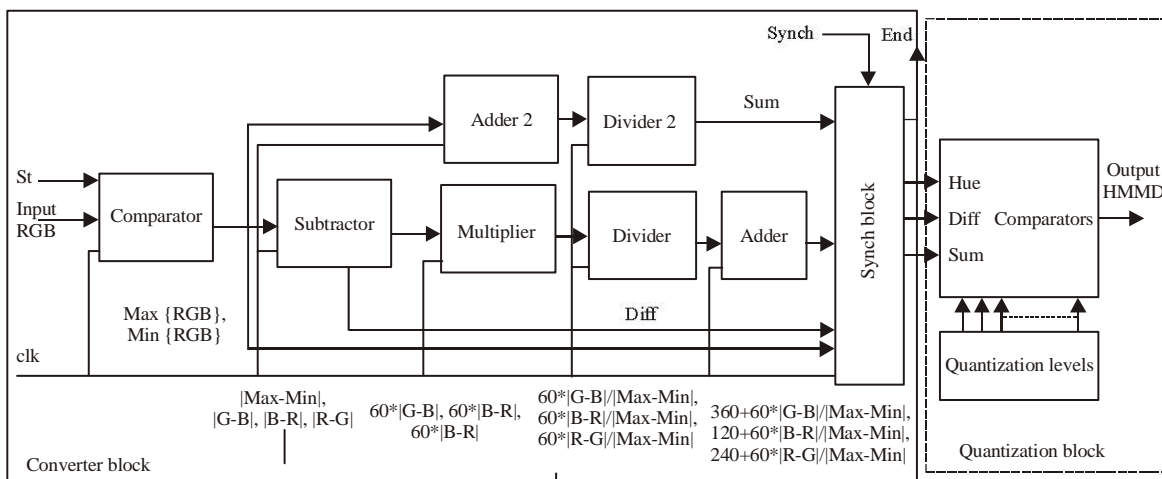 Synch
End
Adder 2
Divider 2
Sum
St
Input
RGB
Comparator
Subtractor
Multiplier
Divider
Adder
Synch block
Hue
Diff
Sum
Comparators
Output
HMMD
Max {RGB},
Min {RGB}
Diff
clk
Quantization levels
|Max-Min|,
|G-B|, |B-R|, |R-G|
60*|G-B|, 60*|B-R|,
60*|B-R|
60*|G-B|/|Max-Min|,
60*|B-R|/|Max-Min|,
60*|R-G|/|Max-Min|
360+60*|G-B|/|Max-Min|,
120+60*|B-R|/|Max-Min|,
240+60*|R-G|/|Max-Min|
Converter block
Quantization block